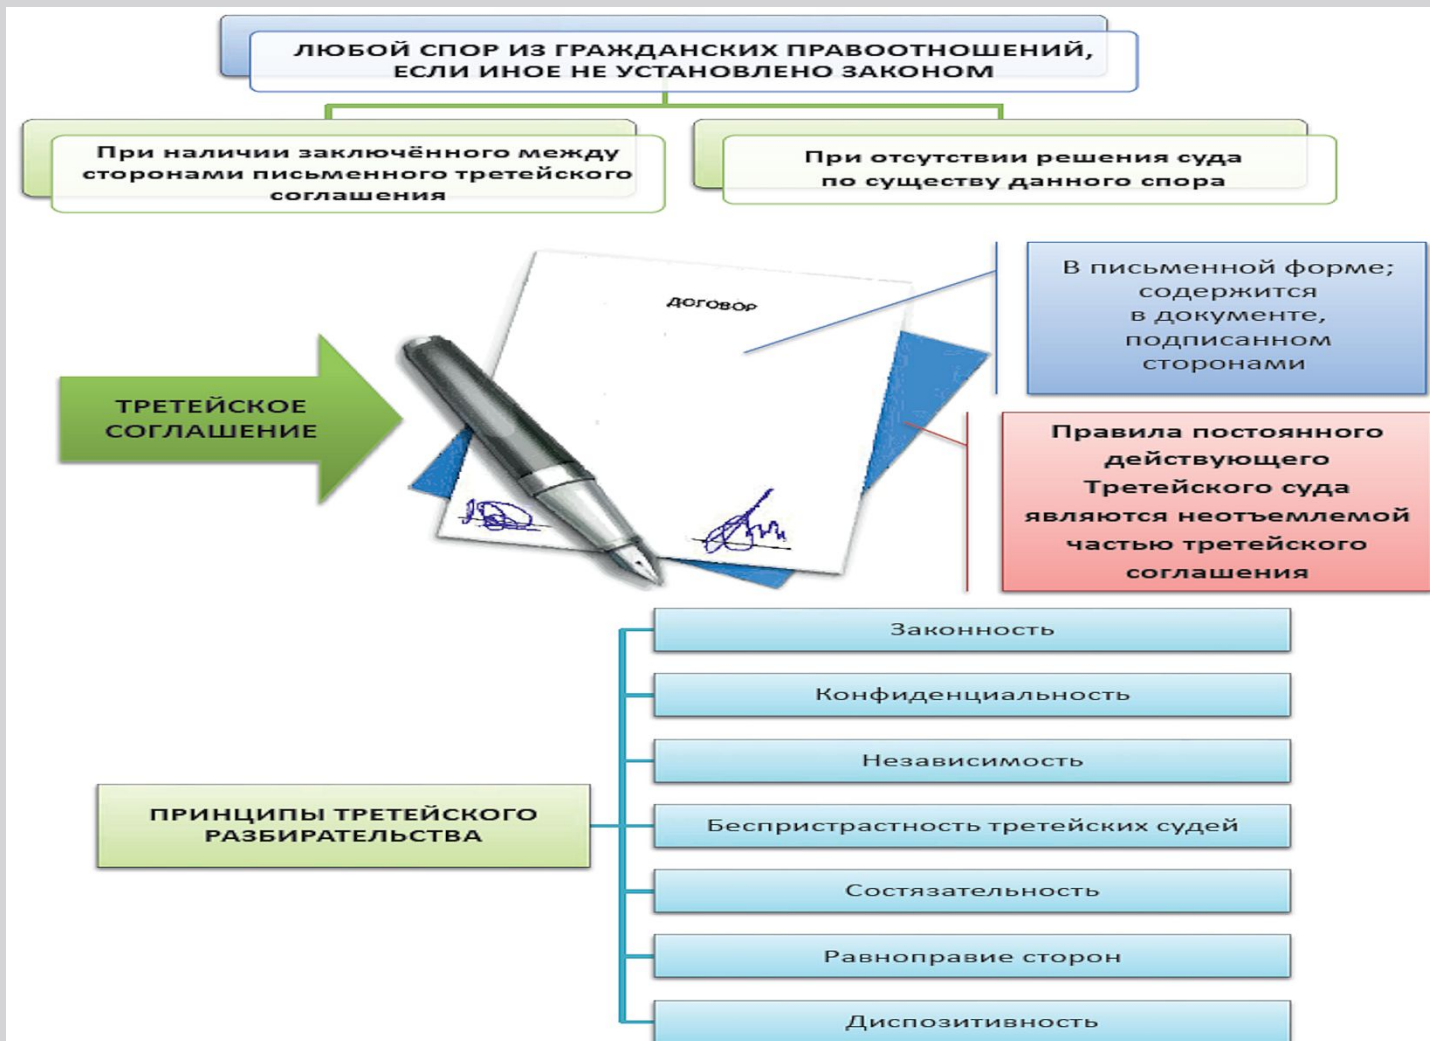 ЛЮБОЙ СПОР ИЗ ГРАЖДАНСКИХ ПРАВООТНОШЕНИЙ,
ЕСЛИ ИНОЕ НЕ УСТАНОВЛЕНО ЗАКОНОМ
При наличии заключённого между
сторонами письменного третейского
соглашения
При отсутствии решения суда
по существу данного спора
ДОГОВОР
В письменной форме;
содержится
в документе,
подписанном
сторонами
ТРЕТЕЙСКОЕ
СОГЛАШЕНИЕ
Правила постоянного
действующего
Третейского суда
являются неотъемлемой
частью третейского
соглашения
ПРИНЦИПЫ ТРЕТЕЙСКОГО
РАЗБИРАТЕЛЬСТВА
Законность
Конфиденциальность
Независимость
Беспристрастность третейских судей
Состязательность
Равноправие сторон
Диспозитивность